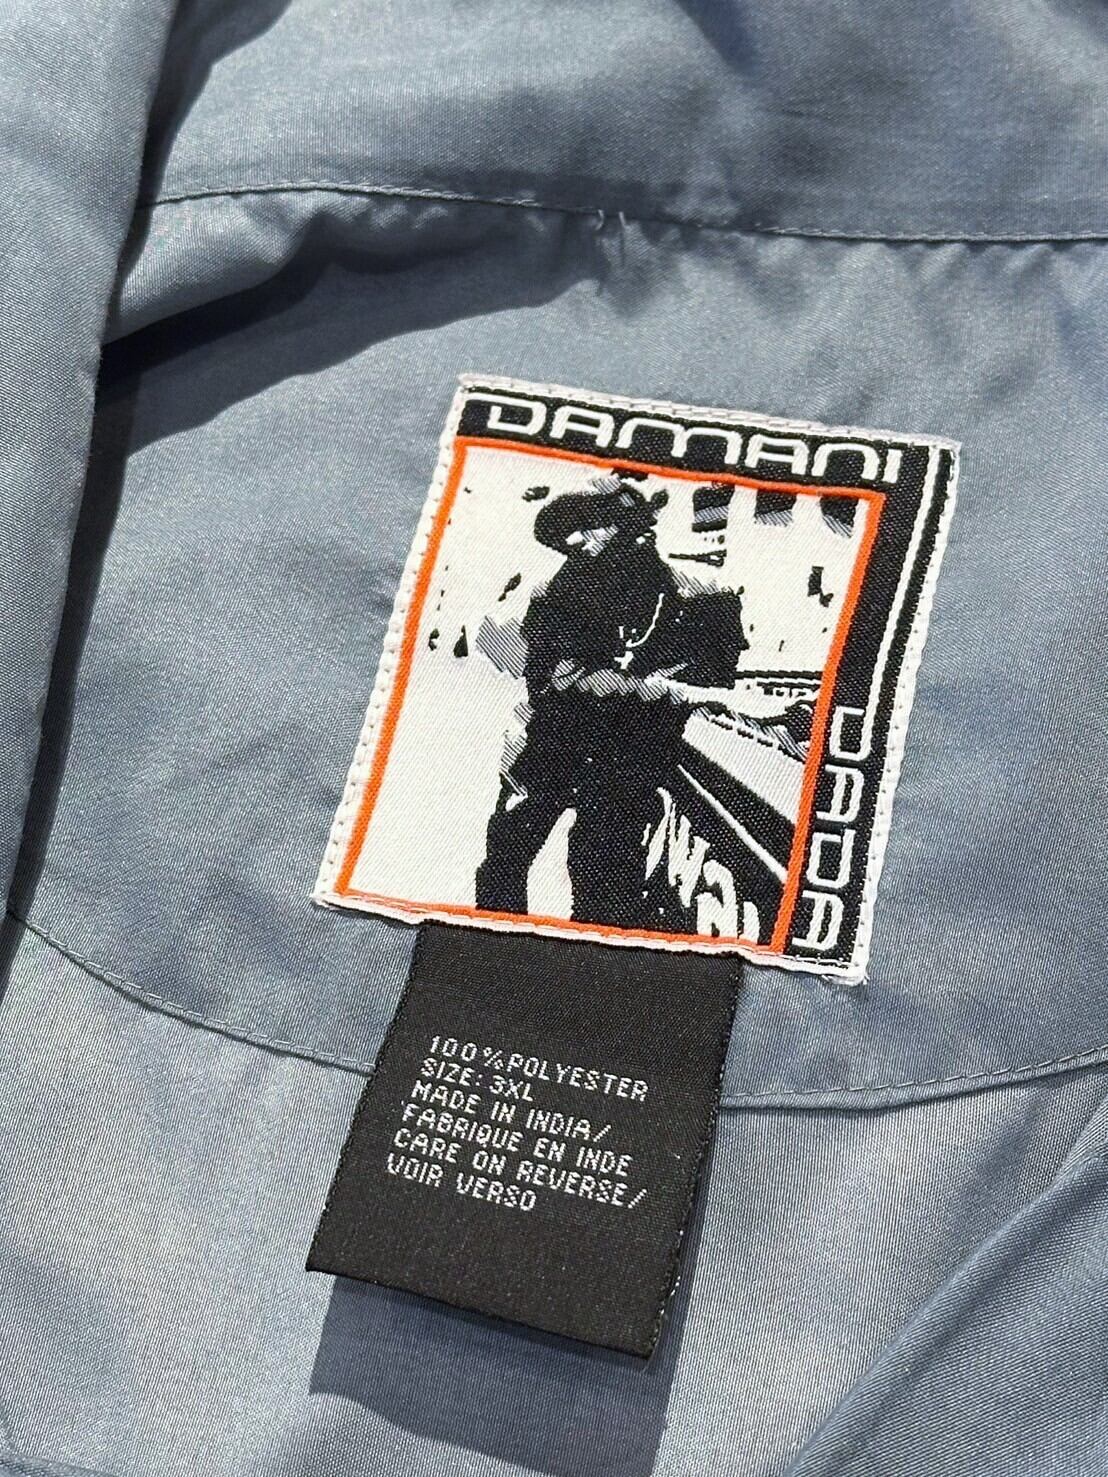 DAMANI
DADA
100%POLYESTER
SIZE: 3XL
MADE IN INDIA/
FABRIQUE EN INDE
CARE ON REVERSE/
VOIR VERSO